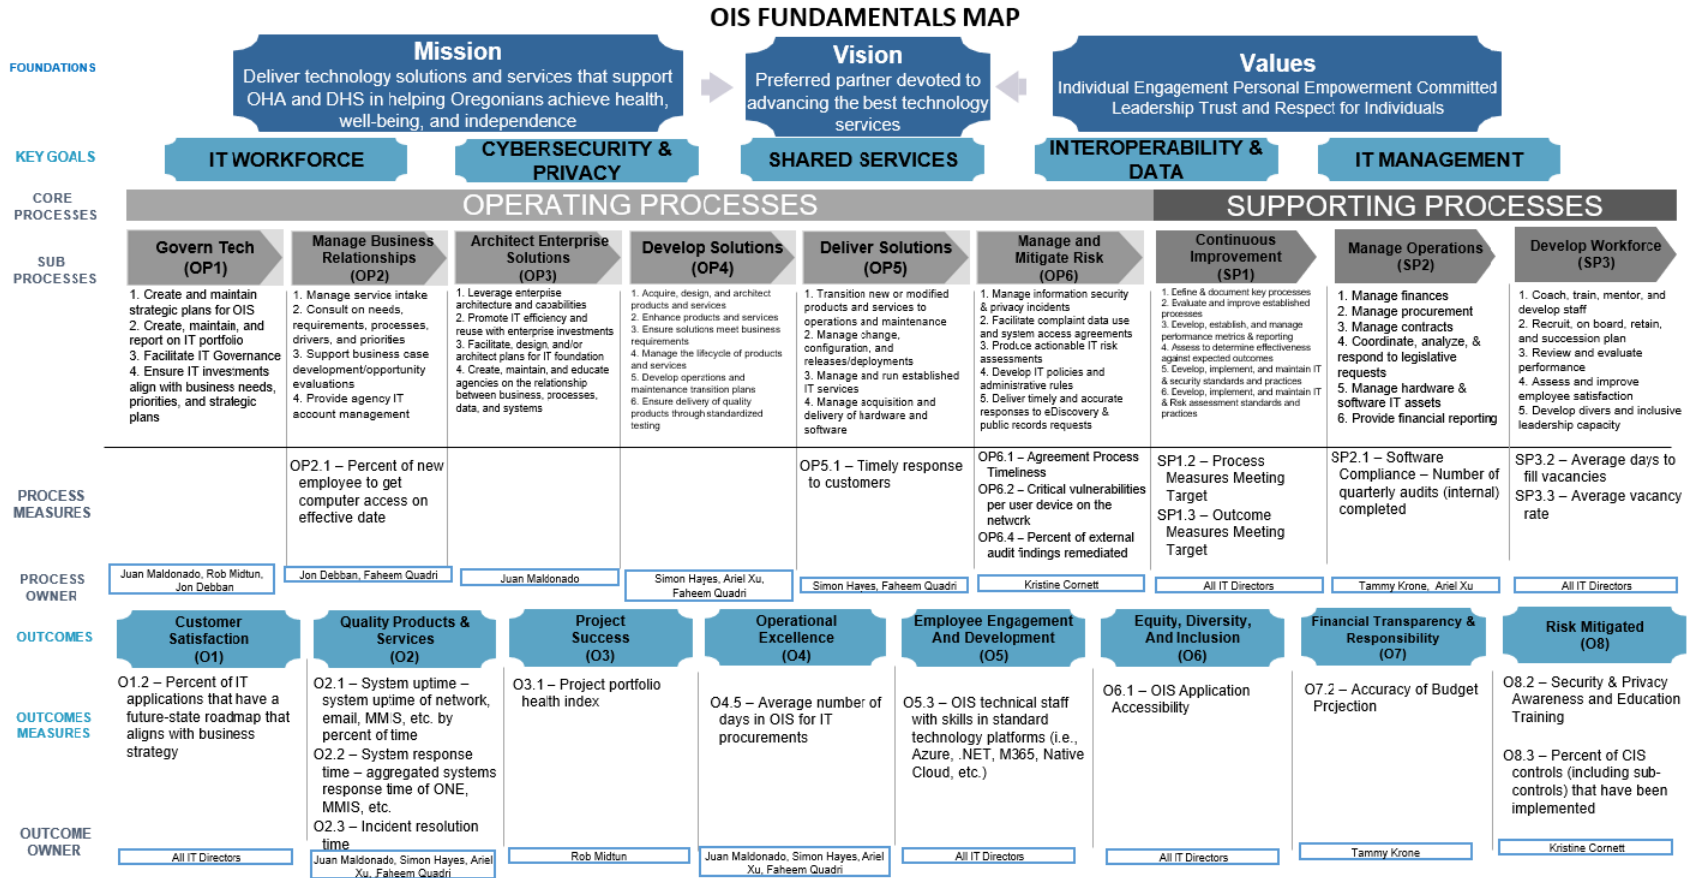 OIS FUNDAMENTALS MAP
FOUNDATIONS
Mission
Deliver technology solutions and services that support
OHA and DHS in helping Oregonians achieve health,
well-being, and independence
Vision
Preferred partner devoted to
advancing the best technology
services
Values
Individual Engagement Personal Empowerment Committed
Leadership Trust and Respect for Individuals
KEY GOALS
IT WORKFORCE
CYBERSECURITY &
PRIVACY
SHARED SERVICES
INTEROPERABILITY &
DATA
IT MANAGEMENT
CORE
PROCESSES
OPERATING PROCESSES
SUPPORTING PROCESSES
SUB
PROCESSES
Govern Tech
(OP1)
Manage Business
Relationships
(OP2)
Architect Enterprise
Solutions
(OP3)
Develop Solutions
(OP4)
Deliver Solutions
(OP5)
Manage and
Mitigate Risk
(OP6)
Continuous
Improvement
(SP1)
Manage Operations
(SP2)
Develop Workforce
(SP3)
1. Create and maintain
strategic plans for OIS
2. Create, maintain, and
report on IT portfolio
3. Facilitate IT Governance
4. Ensure IT investments
align with business needs,
priorities, and strategic
plans
1. Manage service intake
2. Consult on needs,
requirements, processes,
drivers, and priorities
3. Support business case
development/opportunity
evaluations
4. Provide agency IT
account management
1. Leverage enterprise
architecture and capabilities
2. Promote IT efficiency and
reuse with enterprise investments
3. Facilitate, design, and/or
architect plans for IT foundation
4. Create, maintain, and educate
agencies on the relationship
between business, processes,
data, and systems
1. Acquire, design, and architect
products and services
2. Enhance products and services
3. Ensure solutions meet business
requirements
4. Manage the lifecycle of products
and services
5. Develop operations and
maintenance transition plans
6. Ensure delivery of quality
products through standardized
testing
1. Transition new or modified
products and services to
operations and maintenance
2. Manage change,
configuration, and
releases/deployments
3. Manage and run established
IT services
4. Manage acquisition and
delivery of hardware and
software
1. Manage information security
& privacy incidents
2. Facilitate complaint data use
and system access agreements
3. Produce actionable IT risk
assessments
4. Develop IT policies and
administrative rules
5. Deliver timely and accurate
responses to eDiscovery &
public records requests
1. Define & document key processes
2. Evaluate and improve established
processes
3. Develop, establish, and manage
performance metrics & reporting
4. Assess to determine effectiveness
against expected outcomes
5. Develop, implement, and maintain IT
& security standards and practices
6. Develop, implement, and maintain IT
& Risk assessment standards and
practices
1. Manage finances
2. Manage procurement
3. Manage contracts
4. Coordinate, analyze, &
respond to legislative
requests
5. Manage hardware &
software IT assets
6. Provide financial reporting
1. Coach, train, mentor, and
develop staff
2. Recruit, on board, retain,
and succession plan
3. Review and evaluate
performance
4. Assess and improve
employee satisfaction
5. Develop divers and inclusive
leadership capacity
PROCESS
MEASURES
OP2.1 – Percent of new
employee to get
computer access on
effective date
OP5.1 – Timely response
to customers
OP6.1 – Agreement Process
Timeliness
OP6.2 – Critical vulnerabilities
per user device on the
network
OP6.4 – Percent of external
audit findings remediated
SP1.2 – Process
Measures Meeting
Target
SP1.3 – Outcome
Measures Meeting
Target
SP2.1 – Software
Compliance – Number of
quarterly audits (internal)
completed
SP3.2 – Average days to
fill vacancies
SP3.3 – Average vacancy
rate
PROCESS
OWNER
Juan Maldonado, Rob Midtun,
Jon Debban
Jon Debban, Faheem Quadri
Juan Maldonado
Simon Hayes, Ariel Xu,
Faheem Quadri
Simon Hayes, Faheem Quadri
Kristine Cornett
All IT Directors
Tammy Krone, Ariel Xu
All IT Directors
OUTCOMES
Customer
Satisfaction
(O1)
Quality Products &
Services
(O2)
Project
Success
(O3)
Operational
Excellence
(O4)
Employee Engagement
And Development
(O5)
Equity, Diversity,
And Inclusion
(O6)
Financial Transparency &
Responsibility
(O7)
Risk Mitigated
(O8)
OUTCOMES
MEASURES
O1.2 – Percent of IT
applications that have a
future-state roadmap that
aligns with business
strategy
O2.1 – System uptime –
system uptime of network,
email, MMIS, etc. by
percent of time
O2.2 – System response
time – aggregated systems
response time of ONE,
MMIS, etc.
O2.3 – Incident resolution
time
O3.1 – Project portfolio
health index
O4.5 – Average number of
days in OIS for IT
procurements
O5.3 – OIS technical staff
with skills in standard
technology platforms (i.e.,
Azure, .NET, M365, Native
Cloud, etc.)
O6.1 – OIS Application
Accessibility
O7.2 – Accuracy of Budget
Projection
O8.2 – Security & Privacy
Awareness and Education
Training
O8.3 – Percent of CIS
controls (including sub-
controls) that have been
implemented
OUTCOME
OWNER
All IT Directors
Juan Maldonado, Simon Hayes, Ariel
Xu, Faheem Quadri
Rob Midtun
Juan Maldonado, Simon Hayes, Ariel
Xu, Faheem Quadri
All IT Directors
All IT Directors
Tammy Krone
Kristine Cornett